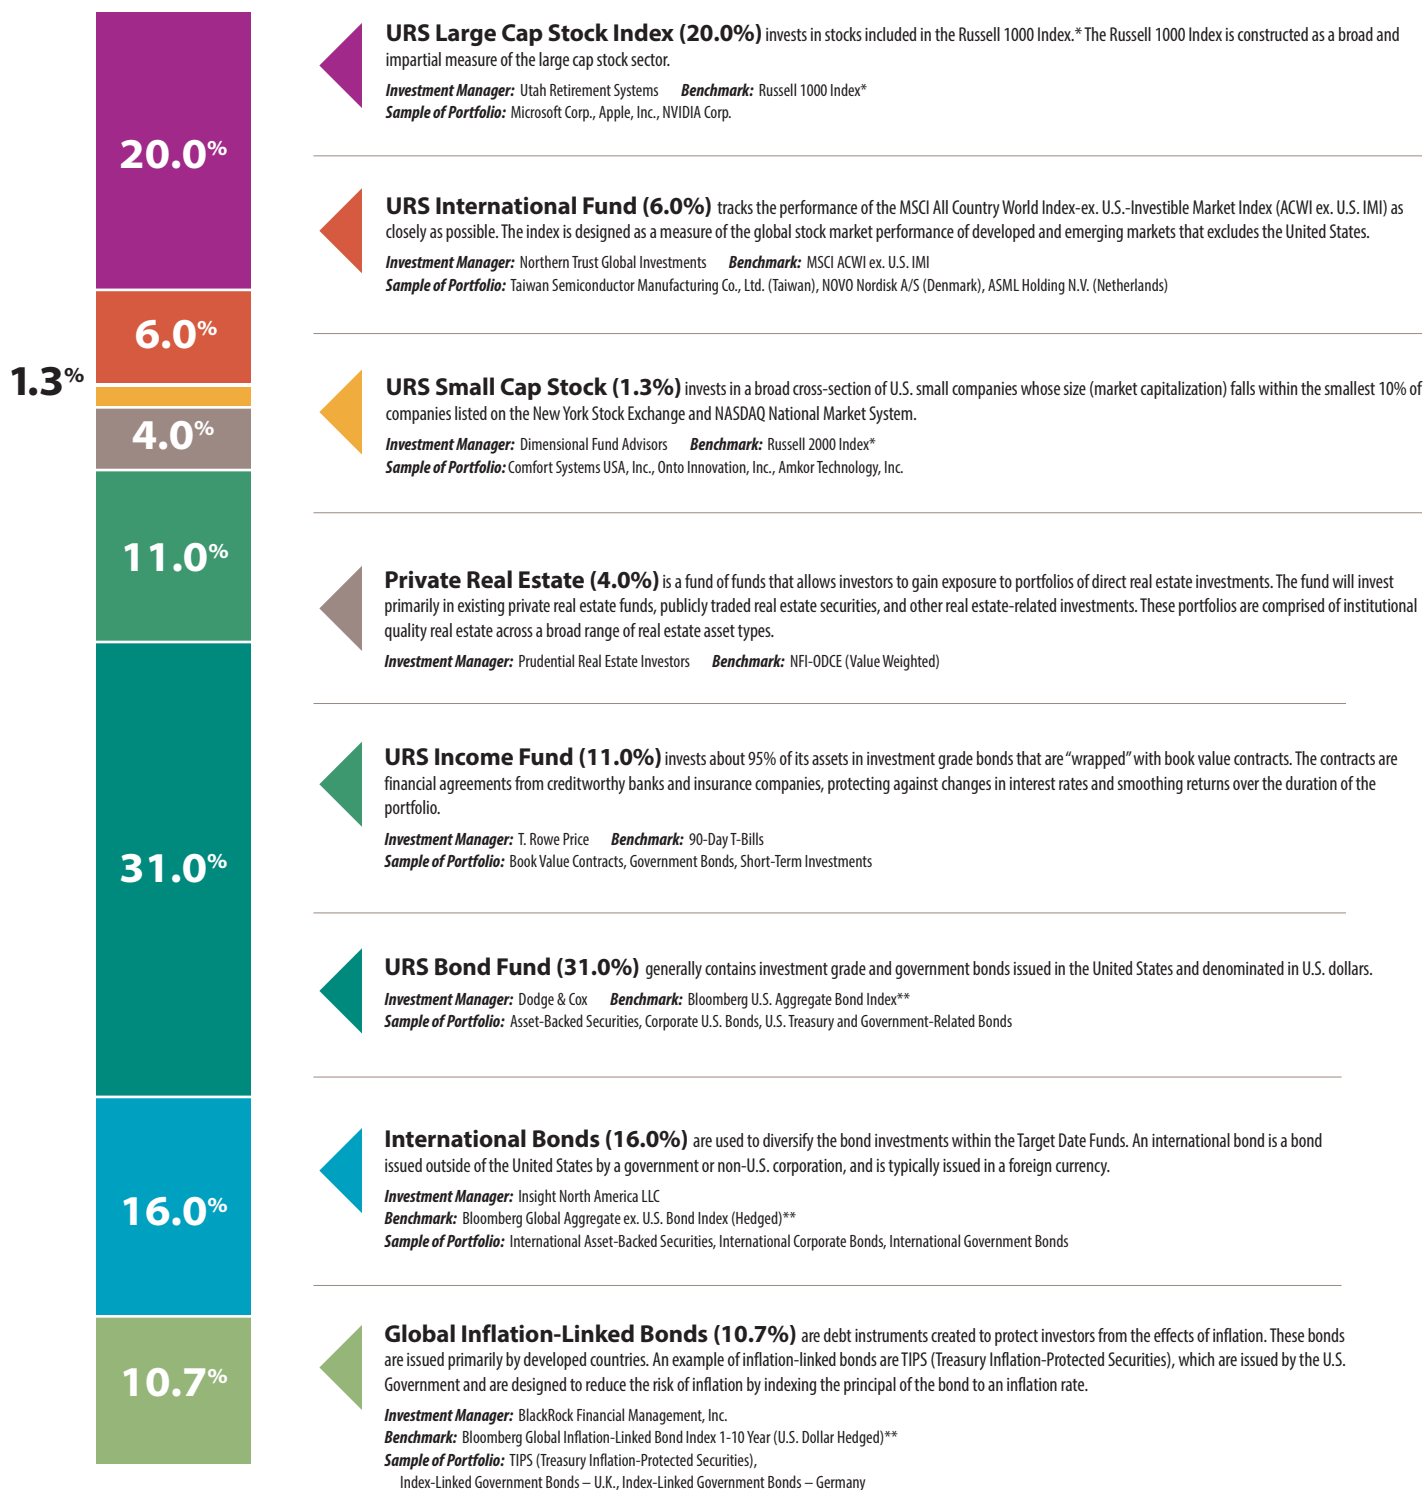 20.0%
6.0%
1.3%
4.0%
11.0%
31.0%
16.0%
10.7%
URS Large Cap Stock Index (20.0%) invests in stocks included in the Russell 1000 Index.* The Russell 1000 Index is constructed as a broad and
impartial measure of the large cap stock sector.
Investment Manager: Utah Retirement Systems Benchmark: Russell 1000 Index*
Sample of Portfolio: Microsoft Corp., Apple, Inc., NVIDIA Corp.
URS International Fund (6.0%) tracks the performance of the MSCI All Country World Index-ex. U.S.-Investible Market Index (ACWI ex. U.S. IMI) as
closely as possible. The index is designed as a measure of the global stock market performance of developed and emerging markets that excludes the United States.
Investment Manager: Northern Trust Global Investments Benchmark: MSCI ACWI ex. U.S. IMI
Sample of Portfolio: Taiwan Semiconductor Manufacturing Co., Ltd. (Taiwan), NOVO Nordisk A/S (Denmark), ASML Holding N.V. (Netherlands)
URS Small Cap Stock (1.3%) invests in a broad cross-section of U.S. small companies whose size (market capitalization) falls within the smallest 10% of
companies listed on the New York Stock Exchange and NASDAQ National Market System.
Investment Manager: Dimensional Fund Advisors Benchmark: Russell 2000 Index*
Sample of Portfolio: Comfort Systems USA, Inc., Onto Innovation, Inc., Amkor Technology, Inc.
Private Real Estate (4.0%) is a fund of funds that allows investors to gain exposure to portfolios of direct real estate investments. The fund will invest
primarily in existing private real estate funds, publicly traded real estate securities, and other real estate-related investments. These portfolios are comprised of institutional
quality real estate across a broad range of real estate asset types.
Investment Manager: Prudential Real Estate Investors Benchmark: NFI-ODCE (Value Weighted)
URS Income Fund (11.0%) invests about 95% of its assets in investment grade bonds that are “wrapped” with book value contracts. The contracts are
financial agreements from creditworthy banks and insurance companies, protecting against changes in interest rates and smoothing returns over the duration of the
portfolio.
Investment Manager: T. Rowe Price Benchmark: 90-Day T-Bills
Sample of Portfolio: Book Value Contracts, Government Bonds, Short-Term Investments
URS Bond Fund (31.0%) generally contains investment grade and government bonds issued in the United States and denominated in U.S. dollars.
Investment Manager: Dodge & Cox Benchmark: Bloomberg U.S. Aggregate Bond Index**
Sample of Portfolio: Asset-Backed Securities, Corporate U.S. Bonds, U.S. Treasury and Government-Related Bonds
International Bonds (16.0%) are used to diversify the bond investments within the Target Date Funds. An international bond is a bond
issued outside of the United States by a government or non-U.S. corporation, and is typically issued in a foreign currency.
Investment Manager: Insight North America LLC
Benchmark: Bloomberg Global Aggregate ex. U.S. Bond Index (Hedged)**
Sample of Portfolio: International Asset-Backed Securities, International Corporate Bonds, International Government Bonds
Global Inflation-Linked Bonds (10.7%) are debt instruments created to protect investors from the effects of inflation. These bonds
are issued primarily by developed countries. An example of inflation-linked bonds are TIPS (Treasury Inflation-Protected Securities), which are issued by the U.S.
Government and are designed to reduce the risk of inflation by indexing the principal of the bond to an inflation rate.
Investment Manager: BlackRock Financial Management, Inc.
Benchmark: Bloomberg Global Inflation-Linked Bond Index 1-10 Year (U.S. Dollar Hedged)**
Sample of Portfolio: TIPS (Treasury Inflation-Protected Securities),
Index-Linked Government Bonds – U.K., Index-Linked Government Bonds – Germany